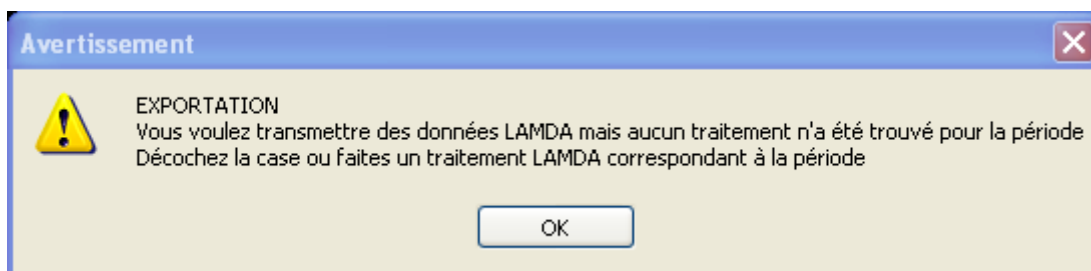 Avertissement
EXPORTATION
Vous voulez transmettre des données LAMDA mais aucun traitement n'a été trouvé pour la période
Décochez la case ou faites un traitement LAMDA correspondant à la période
OK